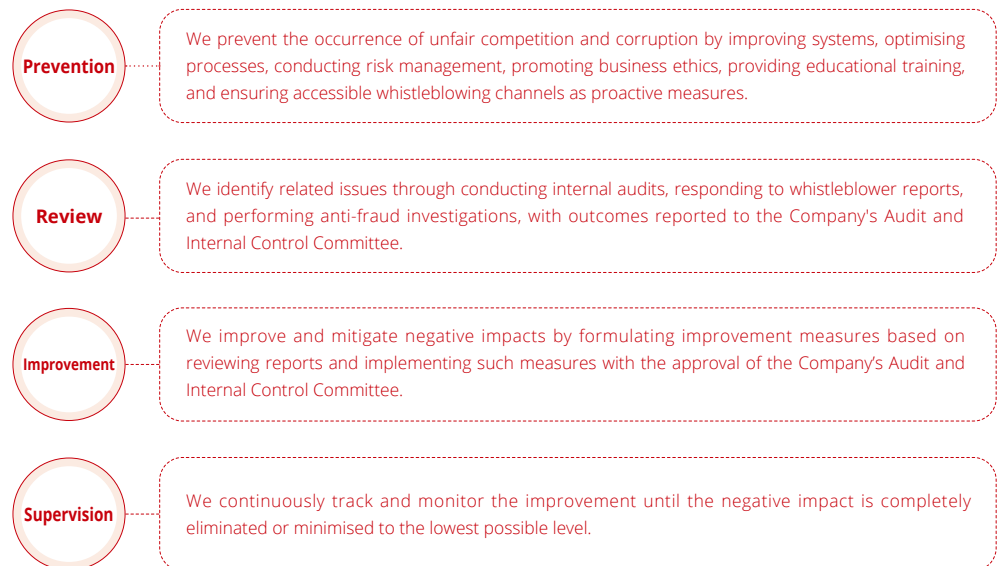 Prevention
We prevent the occurrence of unfair competition and corruption by improving systems, optimising
processes, conducting risk management, promoting business ethics, providing educational training,
and ensuring accessible whistleblowing channels as proactive measures.
Review
We identify related issues through conducting internal audits, responding to whistleblower reports,
and performing anti-fraud investigations, with outcomes reported to the Company's Audit and
Internal Control Committee.
Improvement
We improve and mitigate negative impacts by formulating improvement measures based on
reviewing reports and implementing such measures with the approval of the Company’s Audit and
Internal Control Committee.
Supervision
We continuously track and monitor the improvement until the negative impact is completely
eliminated or minimised to the lowest possible level.